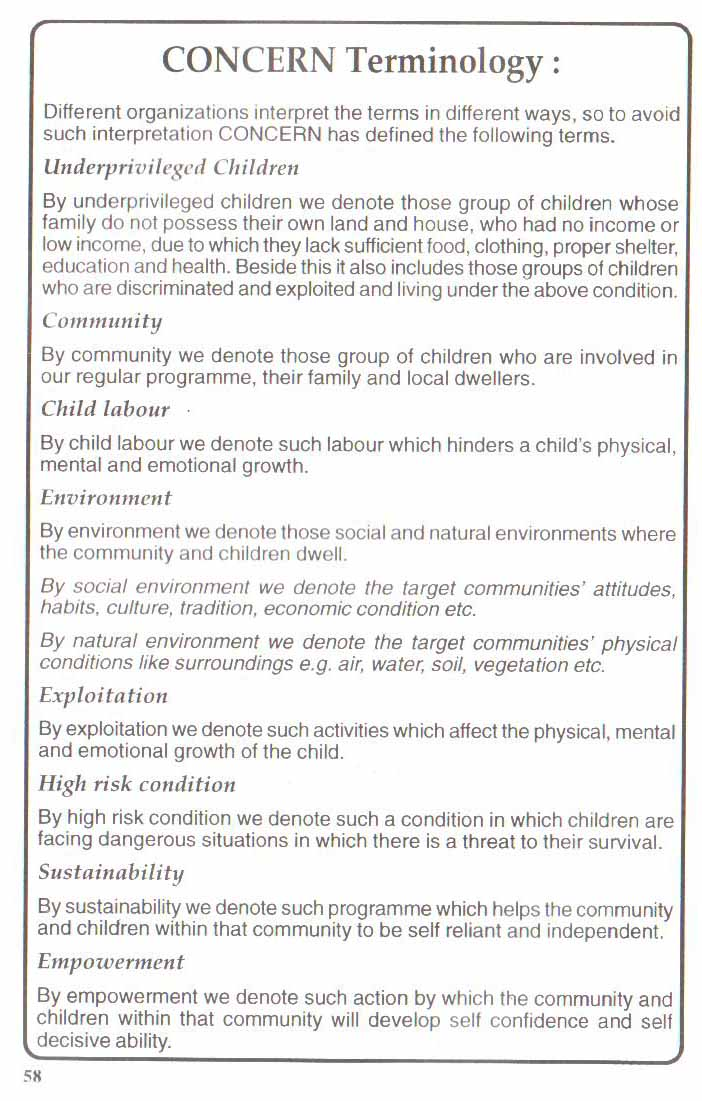 CONCERN Terminology :
Different organizations interpret the terms in different ways, so to avoid
such interpretation CONCERN has defined the following terms.
Underprivileged Children
By underprivileged children we denote those group of children whose
family do not possess their own land and house, who had no income or
low income, due to which they lack sufficient food, clothing, proper shelter,
education and health. Beside this it also includes those groups of children
who are discriminated and exploited and living under the above condition.
Community
By community we denote those group of children who are involved in
our regular programme, their family and local dwellers.
Child labour
By child labour we denote such labour which hinders a child's physical,
mental and emotional growth.
Environment
By environment we denote those social and natural environments where
the community and children dwell.
By social environment we denote the target communities' attitudes,
habits, culture, tradition, economic condition etc.
By natural environment we denote the target communities' physical
conditions like surroundings e.g. air, water, soil, vegetation etc.
Exploitation
By exploitation we denote such activities which affect the physical, mental
and emotional growth of the child.
High risk condition
By high risk condition we denote such a condition in which children are
facing dangerous situations in which there is a threat to their survival.
Sustainability
By sustainability we denote such programme which helps the community
and children within that community to be self reliant and independent.
Empowerment
By empowerment we denote such action by which the community and
children within that community will develop self confidence and self
decisive ability.
58